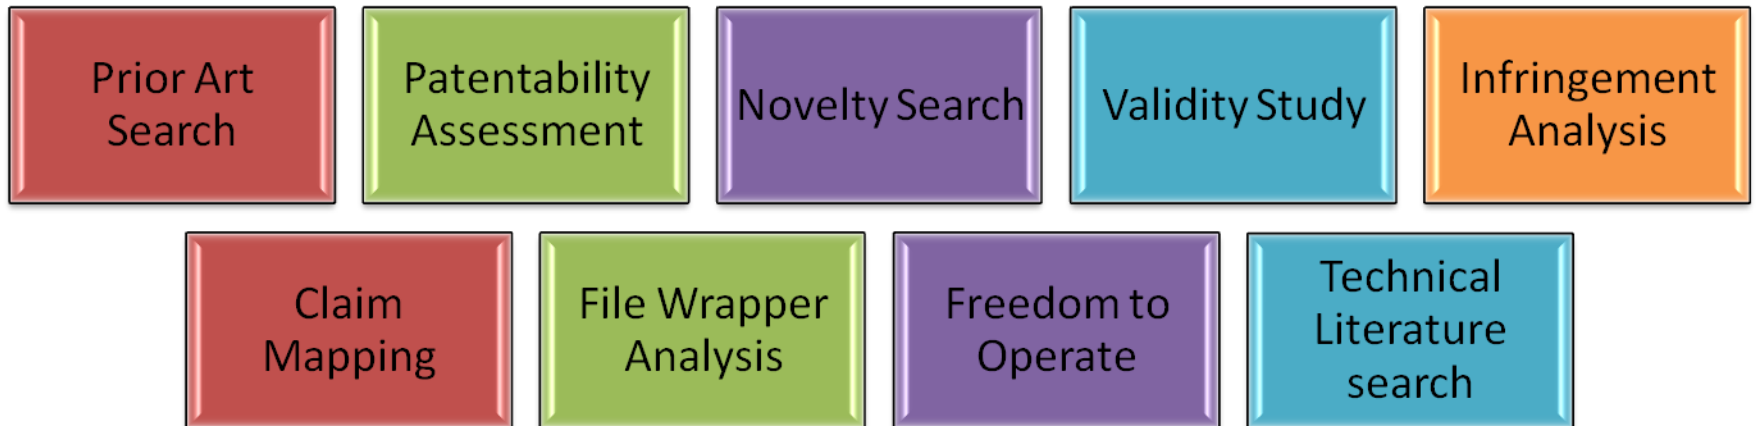 Prior Art
Search
Patentability
Assessment
Novelty Search
Validity Study
Infringement
Analysis
Claim
Mapping
File Wrapper
Analysis
Freedom to
Operate
Technical
Literature
search